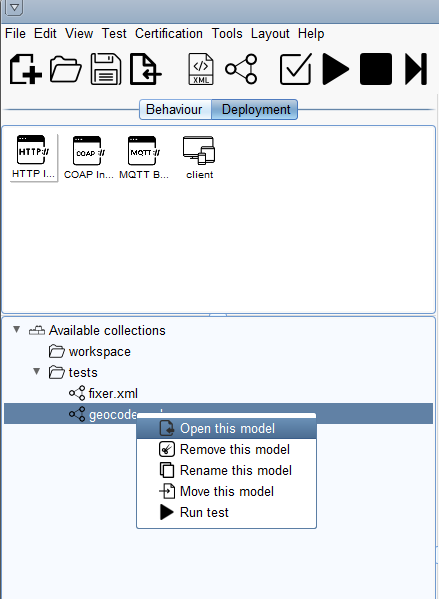 File Edit View Test Certification Tools Layout Help
XML
Behaviour Deployment
HTTP:// COAP :// MQTT ://
HTTP I... COAP In... MQTT B... client
Available collections
workspace
tests
fixer.xml
Open this model
Remove this model
Rename this model
Move this model
Run test